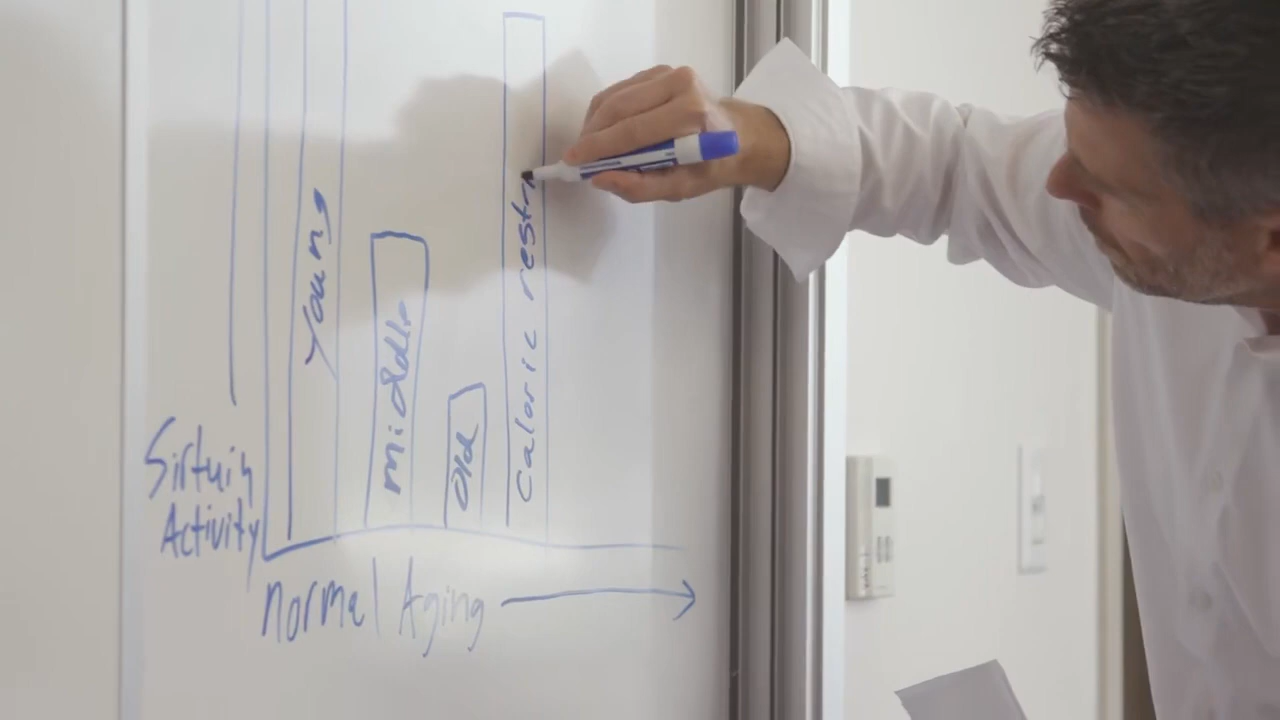 Young
Middle
Old
Caloric restr
Sirtuin
Activity
Normal Aging